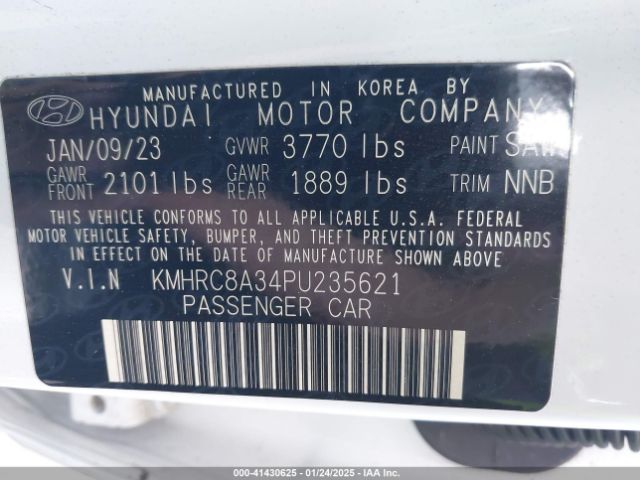 MANUFACTURED IN KOREA BY
HYUNDAI MOTOR COMPANY
JAN/09/23 GVWR 3770 lbs PAINT
GAWR FRONT 2101 lbs GAWR REAR 1889 lbs TRIM NNB
THIS VEHICLE CONFORMS TO ALL APPLICABLE U.S.A. FEDERAL
MOTOR VEHICLE SAFETY, BUMPER, AND THEFT PREVENTION STANDARDS
IN EFFECT ON THE DATE OF MANUFACTURE SHOWN ABOVE.
V.I.N KMHRC8A34PU235621
PASSENGER CAR
000-41430625 - 01/24/2025 - IAA Inc.